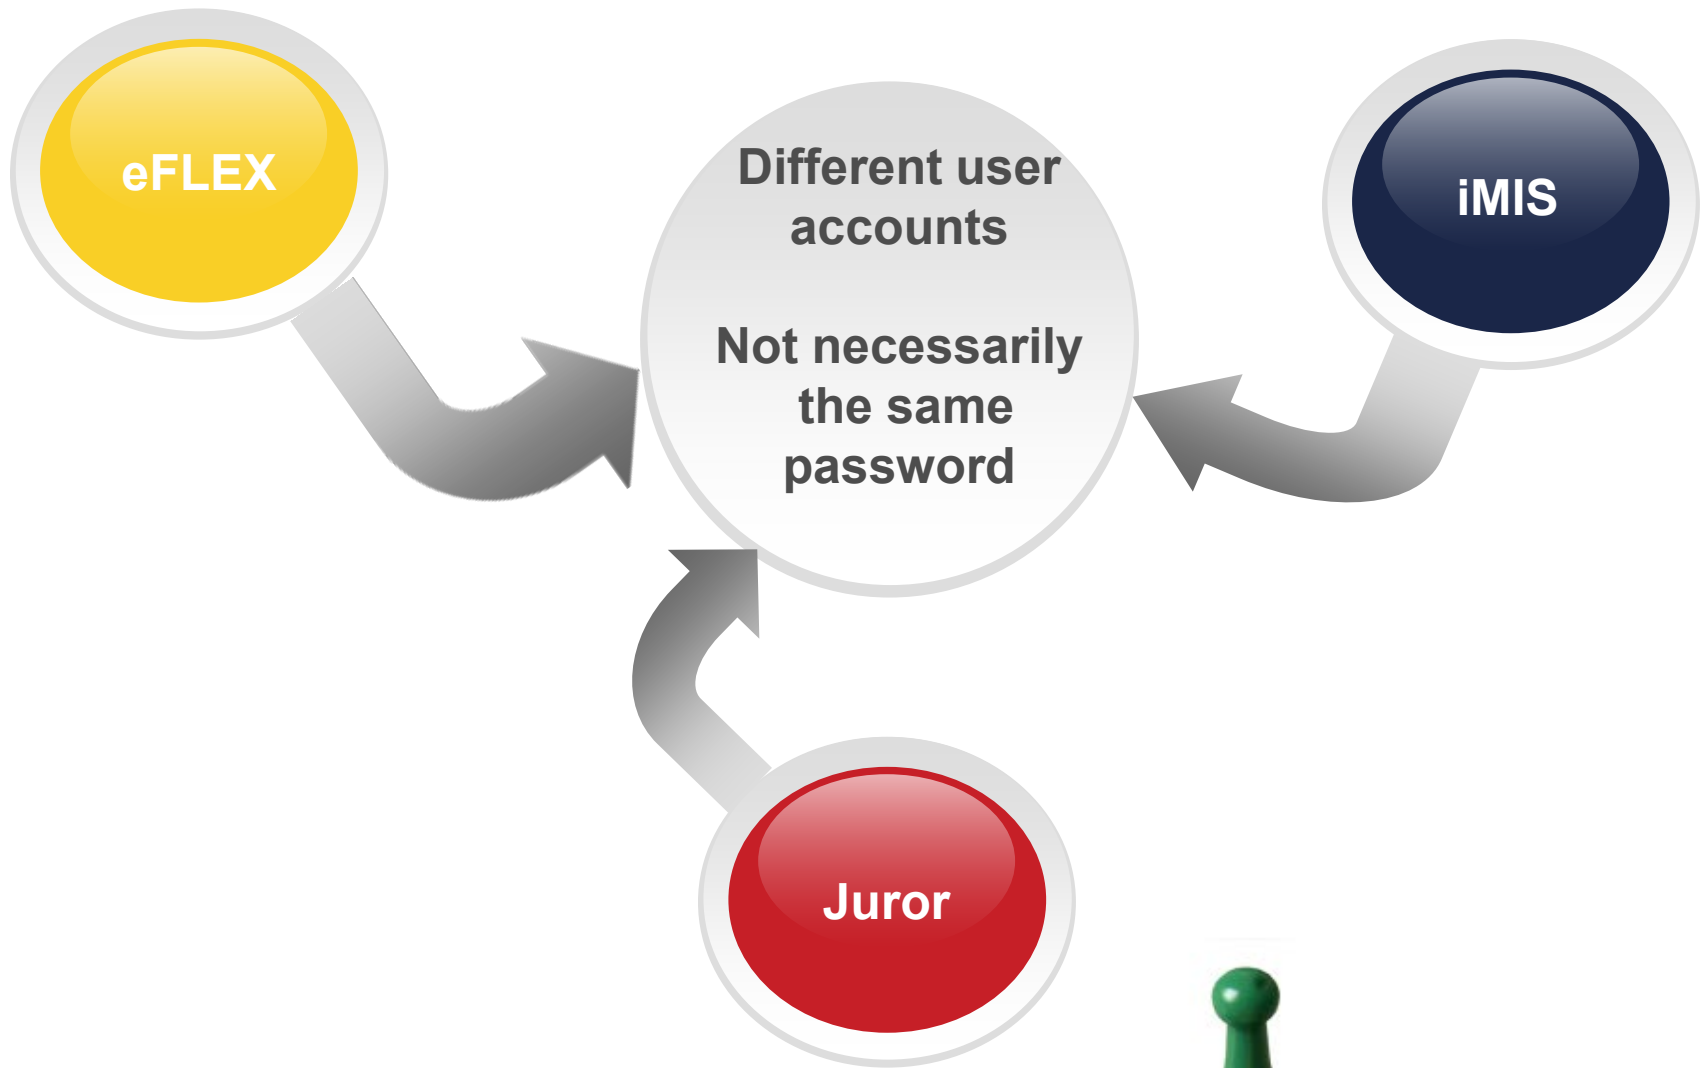 eFLEX
Different user
accounts
Not necessarily
the same
password
iMIS
Juror